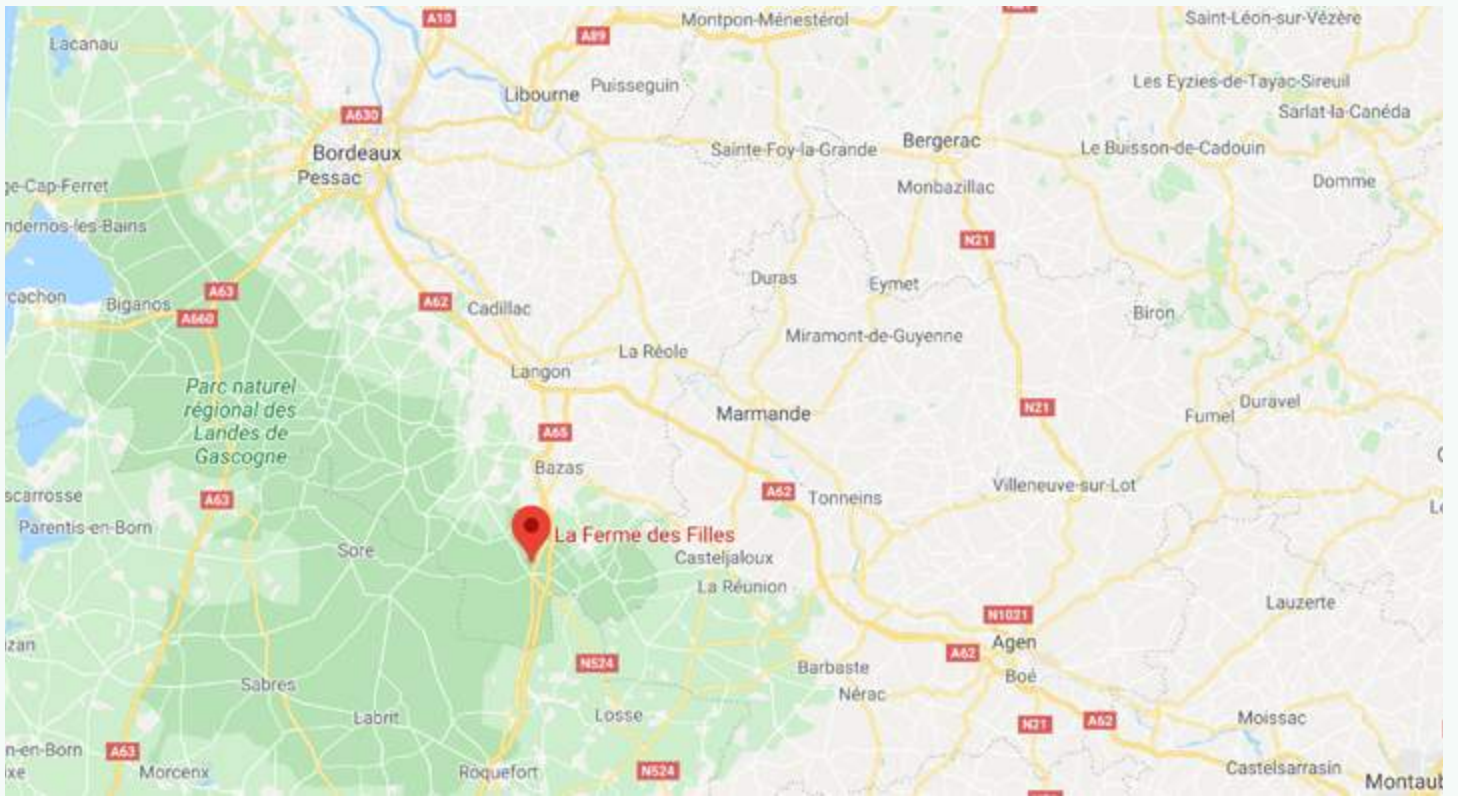 A10
Montpon-Ménestérol
Saint-Léon-sur-Vézère
Lacanau
A89
Puisseguin
Les Eyzies-de-Tayac-Sireuil
Libourne
Sarlat-la-Canéda
A630
Bordeaux
Sainte-Foy-la-Grande
Bergerac
Le Buisson-de-Cadouin
Pessac
ge-Cap-Ferret
Monbazillac
Domme
ndernos-les-Bains
N21
Duras
Eymet
A63
cachon
Biganos
A62
Cadillac
A660
Biron
Miramont-de-Guyenne
La Réole
Langon
Parc naturel
régional des
Landes de
Gascogne
Marmande
N21
Fumel
Duravel
A65
Bazas
scarrosse
A63
A62
Tonneins
Villeneuve-sur-Lot
Parentis-en-Born
Sore
La Ferme des Filles
Casteljaloux
La Réunion
Lauzerte
N1021
zan
Agen
A62
N524
Barbaste
Boé
Sabres
Nérac
Labrit
Losse
N21
A62
Moissac
n-en-Born
A63
xe
Morcenx
Roquefort
N524
Castelsarrasin
Montaub